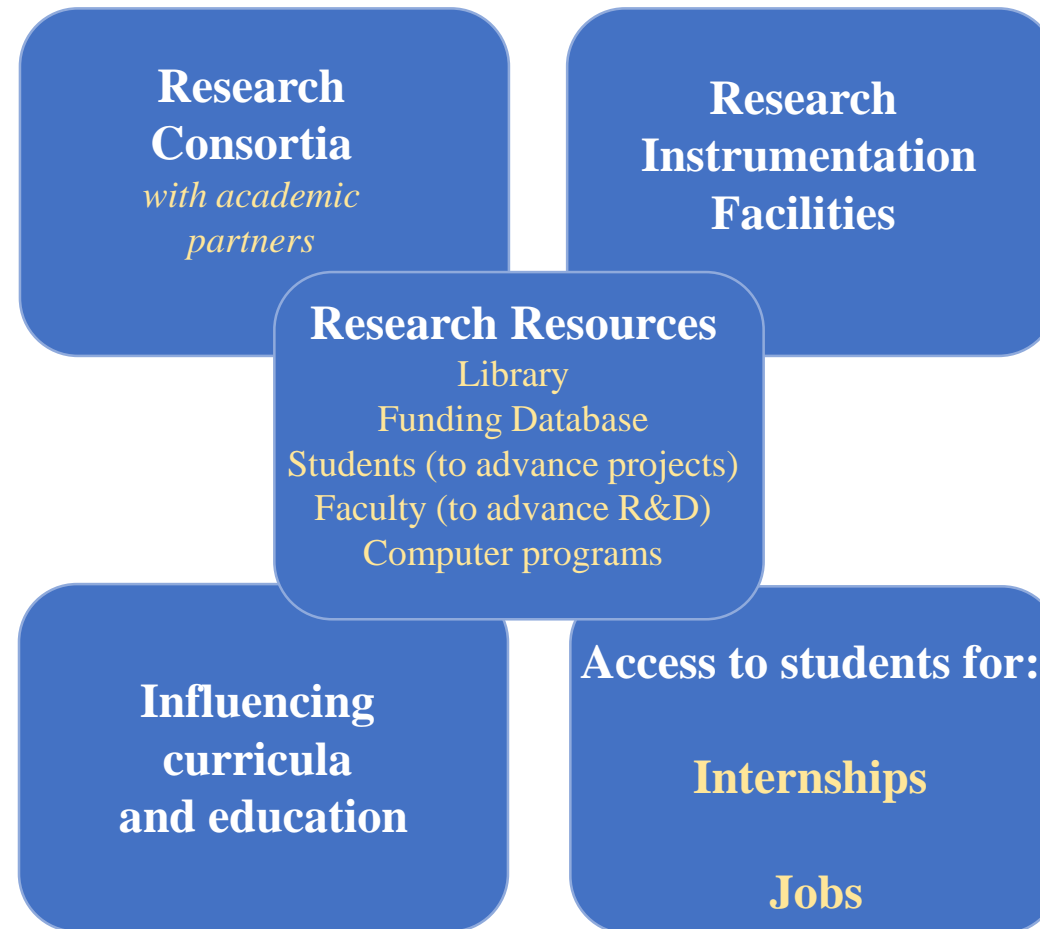 Research
Consortia
with academic
partners
Research
Instrumentation
Facilities
Research Resources
Library
Funding Database
Students (to advance projects)
Faculty (to advance R&D)
Computer programs
Influencing
curricula
and education
Access to students for:
Internships
Jobs